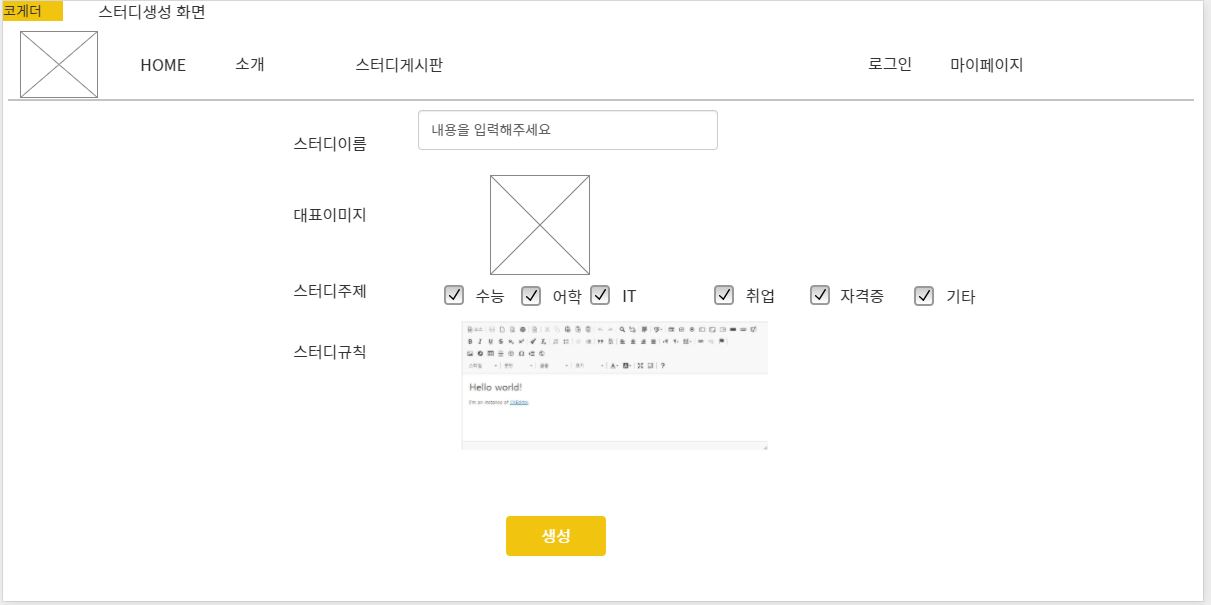 코게더 스터디생성 화면
HOME 소개 스터디게시판 로그인 마이페이지
스터디이름 내용을 입력해주세요
대표이미지
스터디주제 수능 어학 IT 취업 자격증 기타
스터디규칙
Hello world!
I'm an instance of CKEditor.
생성